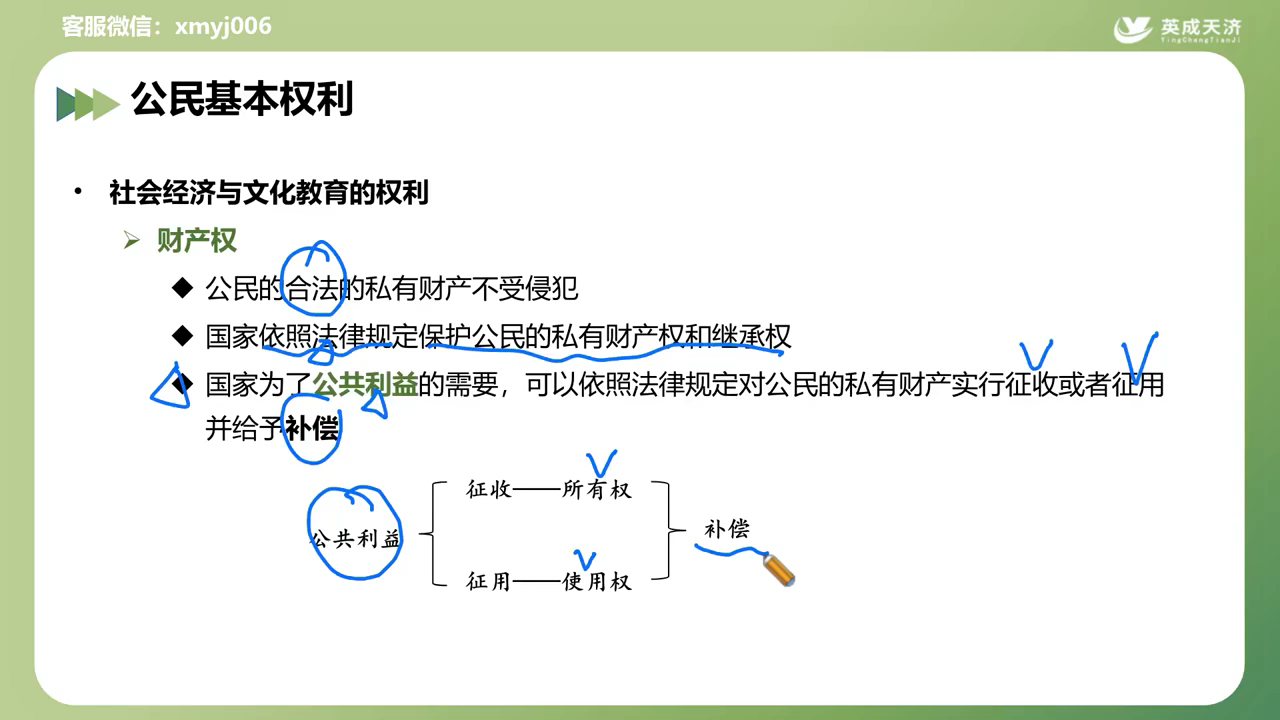 客服微信：xmyj006
英成天济
YingChengTianJi
公民基本权利
• 社会经济与文化教育的权利
财产权
公民的合法的私有财产不受侵犯
国家依照法律规定保护公民的私有财产权和继承权
国家为了公共利益的需要，可以依照法律规定对公民的私有财产实行征收或者征用
并给予补偿
征收——所有权
公共利益
补偿
征用——使用权